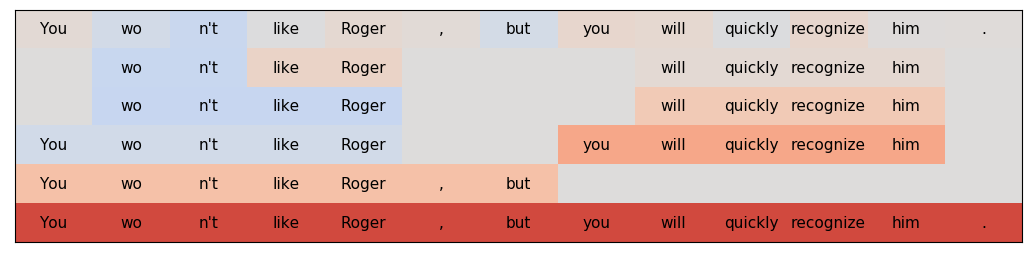 You wo n't like Roger , but you will quickly recognize him .
wo n't like Roger will quickly recognize him
wo n't like Roger will quickly recognize him
You wo n't like Roger you will quickly recognize him
You wo n't like Roger , but
You wo n't like Roger , but you will quickly recognize him .